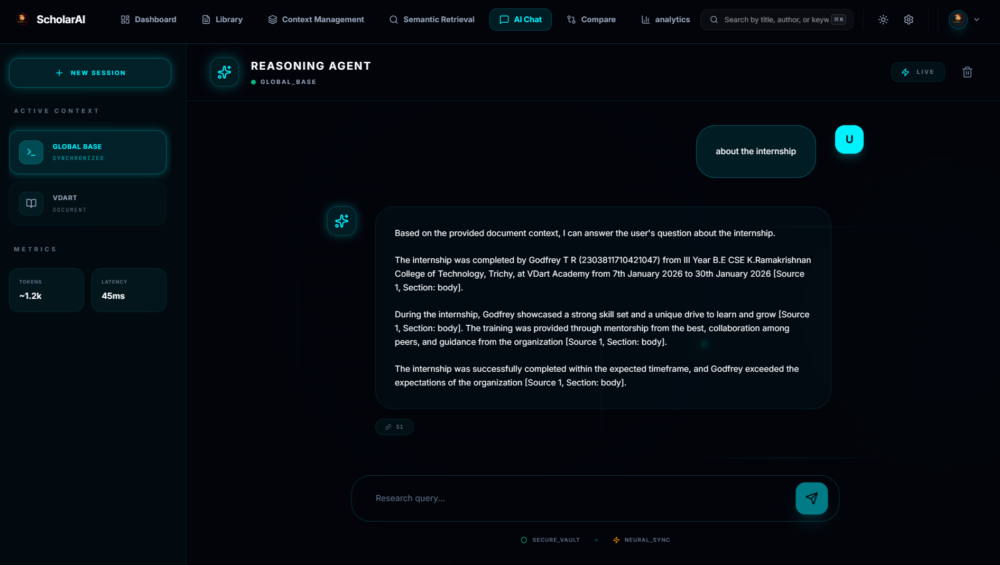 ScholarAI
Dashboard
Library
Context Management
Semantic Retrieval
AI Chat
Compare
analytics
Search by title, author, or keyw
⌘ K
NEW SESSION
ACTIVE CONTEXT
GLOBAL BASE
SYNCHRONIZED
VDART
DOCUMENT
METRICS
TOKENS
~1.2k
LATENCY
45ms
REASONING AGENT
GLOBAL_BASE
LIVE
about the internship
U
Based on the provided document context, I can answer the user's question about the internship.
The internship was completed by Godfrey T R (2303811710421047) from III Year B.E CSE K.Ramakrishnan
College of Technology, Trichy, at VDart Academy from 7th January 2026 to 30th January 2026 [Source
1, Section: body].
During the internship, Godfrey showcased a strong skill set and a unique drive to learn and grow [Source
1, Section: body]. The training was provided through mentorship from the best, collaboration among
peers, and guidance from the organization [Source 1, Section: body].
The internship was successfully completed within the expected timeframe, and Godfrey exceeded the
expectations of the organization [Source 1, Section: body].
S1
Research query...
SECURE_VAULT
NEURAL_SYNC